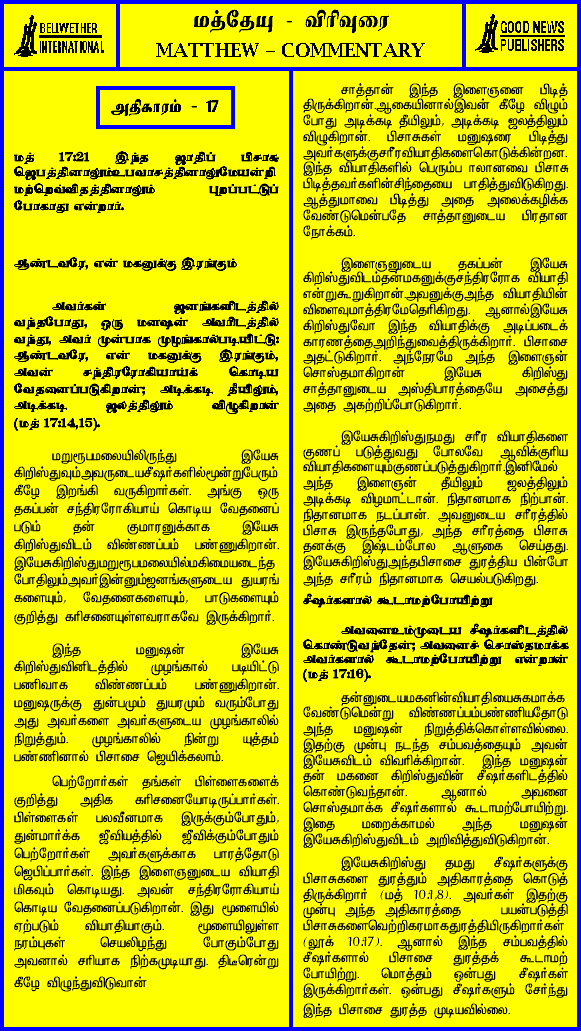 BELLWETHER
INTERNATIONAL
மத்தேயு - விரிவுரை
MATTHEW – COMMENTARY
GOOD NEWS
PUBLISHERS
அதிகாரம் - 17
மத் 17:21 இந்த ஜாதிப் பிசாசு
ஜெபத்தினாலும்உபவாசத்தினாலுமேயன்றி
மற்றெவ்விதத்தினாலும் புறப்பட்டுப்
போகாது என்றார்.
ஆண்டவரே, என் மகனுக்கு இரங்கும்
அவர்கள் ஜனங்களிடத்தில்
வந்தபோது, ஒரு மனுஷன் அவரிடத்தில்
வந்து, அவர் முன்பாக முழங்கால்படியிட்டு:
ஆண்டவரே, என் மகனுக்கு இரங்கும்,
அவன் சந்திரரோகியாய்க் கொடிய
வேதனைப்படுகிறான்; அடிக்கடி தீயிலும்,
அடிக்கடி ஜலத்திலும் விழுகிறான்
(மத் 17:14,15).
மறுரூபமலையிலிருந்து இயேசு
கிறிஸ்துவும்அவருடையசீஷர்களில்மூன்றுபேரும்
கீழே இறங்கி வருகிறார்கள். அங்கு ஒரு
தகப்பன் சந்திரரோகியாய் கொடிய வேதனைப்
படும் தன் குமாரனுக்காக இயேசு
கிறிஸ்துவிடம் விண்ணப்பம் பண்ணுகிறான்.
இயேசுகிறிஸ்துமறுரூபமலையில்மகிமையடைந்த
போதிலும்அவர்இன்னும்ஜனங்களுடைய துயரங்
களையும், வேதனைகளையும், பாடுகளையும்
குறித்து கரிசனையுள்ளவராகவே இருக்கிறார்.
இந்த மனுஷன் இயேசு
கிறிஸ்துவினிடத்தில் முழங்கால் படியிட்டு
பணிவாக விண்ணப்பம் பண்ணுகிறான்.
மனுஷருக்கு துன்பமும் துயரமும் வரும்போது
அது அவர்களை அவர்களுடைய முழங்காலில்
நிறுத்தும். முழங்காலில் நின்று யுத்தம்
பண்ணினால் பிசாசை ஜெயிக்கலாம்.
பெற்றோர்கள் தங்கள் பிள்ளைகளைக்
குறித்து அதிக கரிசனையோடிருப்பார்கள்.
பிள்ளைகள் பலவீனமாக இருக்கும்போதும்,
துன்மார்க்க ஜீவியத்தில் ஜீவிக்கும்போதும்
பெற்றோர்கள் அவர்களுக்காக பாரத்தோடு
ஜெபிப்பார்கள். இந்த இளைஞனுடைய வியாதி
மிகவும் கொடியது. அவன் சந்திரரோகியாய்
கொடிய வேதனைப்படுகிறான். இது மூளையில்
ஏற்படும் வியாதியாகும். மூளையிலுள்ள
நரம்புகள் செயலிழந்து போகும்போது
அவனால் சரியாக நிற்கமுடியாது. திடீரென்று
கீழே விழுந்துவிடுவான்
சாத்தான் இந்த இளைஞனை பிடித்
திருக்கிறான்.ஆகையினால்இவன் கீழே விழும்
போது அடிக்கடி தீயிலும், அடிக்கடி ஜலத்திலும்
விழுகிறான். பிசாசுகள் மனுஷரை பிடித்து
அவர்களுக்குசரீரவியாதிகளைகொடுக்கின்றன.
இந்த வியாதிகளில் பெரும்ப ாலானவை பிசாசு
பிடித்தவர்களின்சிந்தையை பாதித்துவிடுகிறது.
ஆத்துமாவை பிடித்து அதை அலைக்கழிக்க
வேண்டுமென்பதே சாத்தானுடைய பிரதான
நோக்கம்.
இளைஞனுடைய தகப்பன் இயேசு
கிறிஸ்துவிடம்தன்மகனுக்குசந்திரரோக வியாதி
என்றுகூறுகிறான்.அவனுக்குஅந்த வியாதியின்
விளைவுமாத்திரமேதெரிகிறது. ஆனால்இயேசு
கிறிஸ்துவோ இந்த வியாதிக்கு அடிப்படைக்
காரணத்தைஅறிந்துவைத்திருக்கிறார். பிசாசை
அதட்டுகிறார். அந்நேரமே அந்த இளைஞன்
சொஸ்தமாகிறான் இயேசு கிறிஸ்து
சாத்தானுடைய அஸ்திபாரத்தையே அசைத்து
அதை அகற்றிப்போடுகிறார்.
இயேசுகிறிஸ்துநமது சரீர வியாதிகளை
குணப் படுத்துவது போலவே ஆவிக்குரிய
வியாதிகளையும்குணப்படுத்துகிறார்.இனிமேல்
அந்த இளைஞன் தீயிலும் ஜலத்திலும்
அடிக்கடி விழமாட்டான். நிதானமாக நிற்பான்.
நிதானமாக நடப்பான். அவனுடைய சரீரத்தில்
பிசாசு இருந்தபோது, அந்த சரீரத்தை பிசாசு
தனக்கு இஷ்டம்போல ஆளுகை செய்தது.
இயேசுகிறிஸ்துஅந்தபிசாசை துரத்திய பின்போ
அந்த சரீரம் நிதானமாக செயல்படுகிறது.
சீஷர்களால் கூடாமற்போயிற்று
அவனைஉம்முடைய சீஷர்களிடத்தில்
கொண்டுவந்தேன்; அவனைச் சொஸ்தமாக்க
அவர்களால் கூடாமற்போயிற்று என்றான்
(மத் 17:16).
தன்னுடையமகனின்வியாதியைசுகமாக்க
வேண்டுமென்று விண்ணப்பம்பண்ணியதோடு
அந்த மனுஷன் நிறுத்திக்கொள்ளவில்லை.
இதற்கு முன்பு நடந்த சம்பவத்தையும் அவன்
இயேசுவிடம் விவரிக்கிறான். இந்த மனுஷன்
தன் மகனை கிறிஸ்துவின் சீஷர்களிடத்தில்
கொண்டுவந்தான். ஆனால் அவனை
சொஸ்தமாக்க சீஷர்களால் கூடாமற்போயிற்று.
இதை மறைக்காமல் அந்த மனுஷன்
இயேசுகிறிஸ்துவிடம் அறிவித்துவிடுகிறான்.
இயேசுகிறிஸ்து தமது சீஷர்களுக்கு
பிசாசுகளை துரத்தும் அதிகாரத்தை கொடுத்
திருக்கிறார் (மத் 10:1,8). அவர்கள் இதற்கு
முன்பு அந்த அதிகாரத்தை பயன்படுத்தி
பிசாசுகளைவெற்றிகரமாகதுரத்தியிருகிறார்கள்
(லூக் 10:17). ஆனால் இந்த சம்பவத்தில்
சீஷர்களால் பிசாசை துரத்தக் கூடாமற்
போயிற்று. மொத்தம் ஒன்பது சீஷர்கள்
இருக்கிறார்கள். ஒன்பது சீஷர்களும் சேர்ந்து
இந்த பிசாசை துரத்த முடியவில்லை.